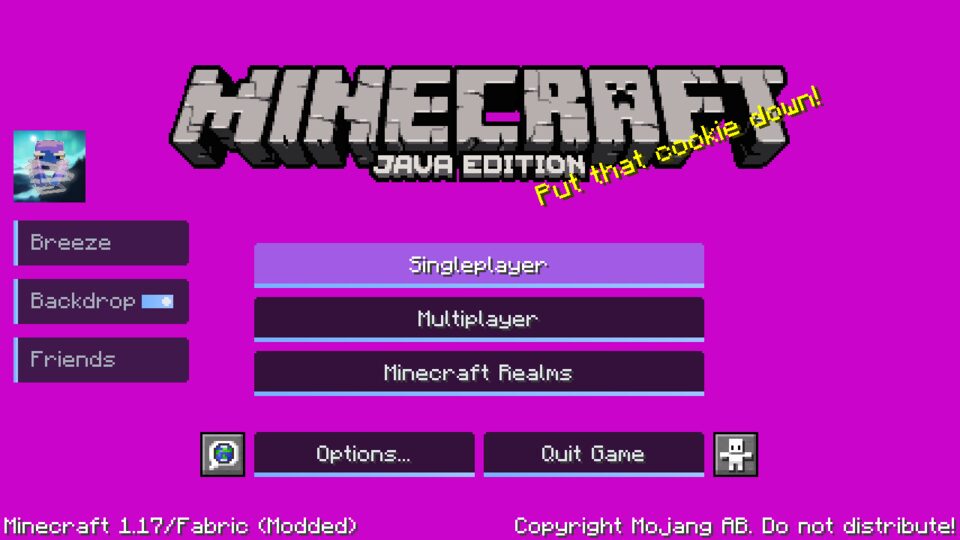 MINECRAFT
JAVA EDITION
Put that cookie down!
Breeze
Backdrop
Friends
Singleplayer
Multiplayer
Minecraft Realms
Options...
Quit Game
Minecraft 1.17/Fabric (Modded)
Copyright Mojang AB. Do not distribute!